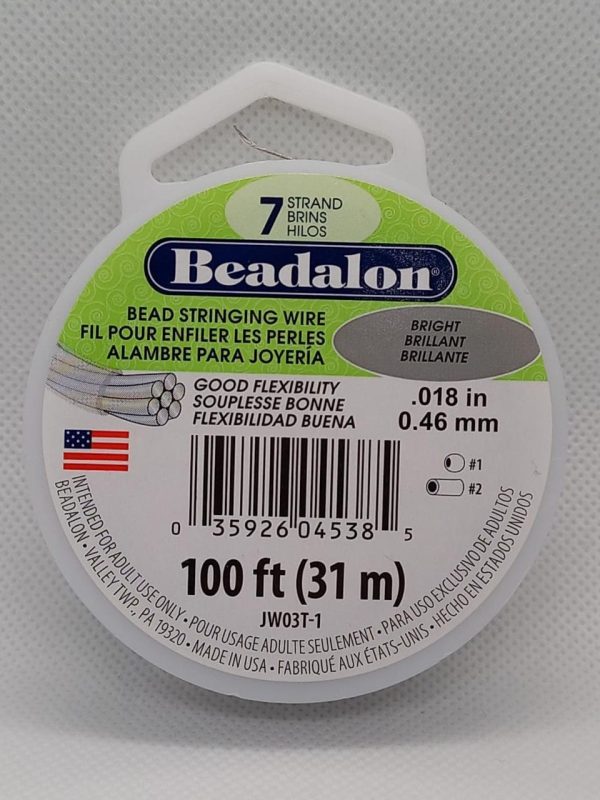 7 STRAND
BRINS
HILOS
Beadalon®
BEAD STRINGING WIRE
FIL POUR ENFILER LES PERLES
ALAMBRE PARA JOYERÍA
BRIGHT
BRILLANT
BRILLANTE
GOOD FLEXIBILITY
SOUPLESSE BONNE
FLEXIBILIDAD BUENA
.018 in
0.46 mm
#1
#2
0 35926 04538 5
100 ft (31 m)
JW03T-1
INTENDED FOR ADULT USE ONLY • POUR USAGE ADULTE SEULEMENT • PARA USO EXCLUSIVO DE ADULTOS
BEADALON • VALLEY TWP., PA 19320 • MADE IN USA • FABRIQUÉ AUX ÉTATS-UNIS • HECHO EN ESTADOS UNIDOS